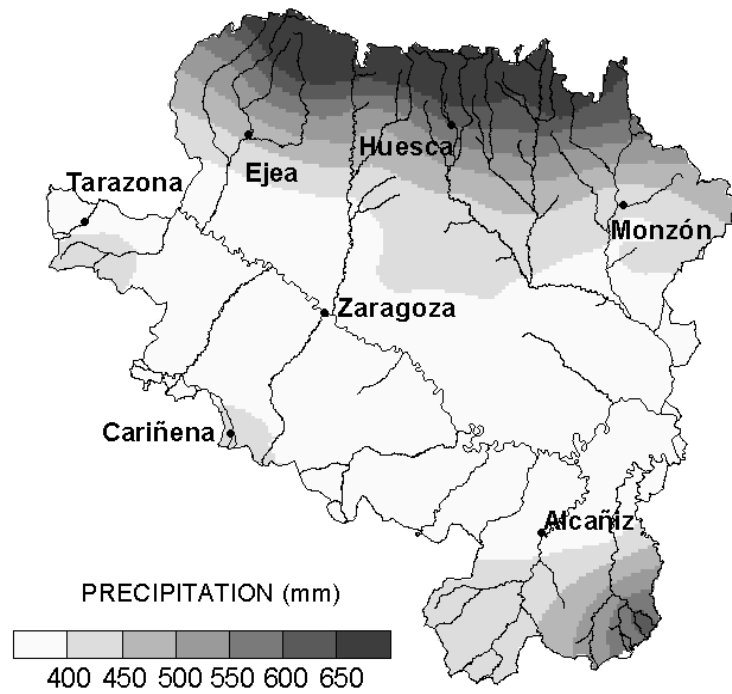 Huesca
Ejea
Tarazona
Monzón
Zaragoza
Cariñena
Alcañiz
PRECIPITATION (mm)
400 450 500 550 600 650